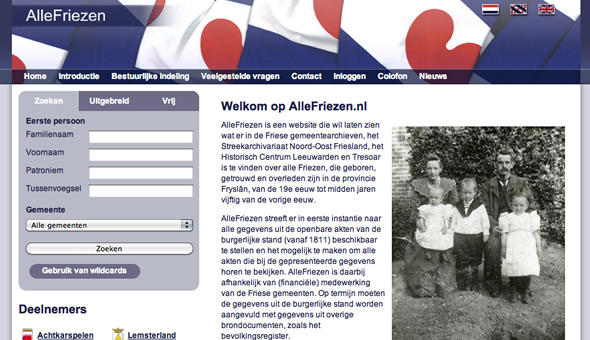 AlleFriezen
Home Introductie Bestuurlijke Indeling Veelgestelde vragen Contact Inloggen Colofon Nieuws
Zoeken Uitgebreid Vrij
Eerste persoon
Familienaam
Voornaam
Patroniem
Tussenvoegsel
Gemeente
Alle gemeenten
Zoeken
Gebruik van wildcards
Deelnemers
Achtkarspelen Lemsterland
Welkom op AlleFriezen.nl
AlleFriezen is een website die wil laten zien
wat er in de Friese gemeentearchieven, het
Streekarchivariaat Noord-Oost Friesland, het
Historisch Centrum Leeuwarden en Tresoar
is te vinden over alle Friezen, die geboren,
getrouwd en overleden zijn in de provincie
Fryslân, van de 19e eeuw tot midden jaren
vijftig van de vorige eeuw.
AlleFriezen streeft er in eerste instantie naar
alle gegevens uit de openbare akten van de
burgerlijke stand (vanaf 1811) beschikbaar
te stellen en het mogelijk te maken om alle
akten die bij de gepresenteerde gegevens
horen te bekijken. AlleFriezen is daarbij
afhankelijk van (financiële) medewerking
van de Friese gemeenten. Op termijn moeten
de gegevens uit de burgerlijke stand worden
aangevuld met gegevens uit overige
brondocumenten, zoals het
bevolkingsregister.